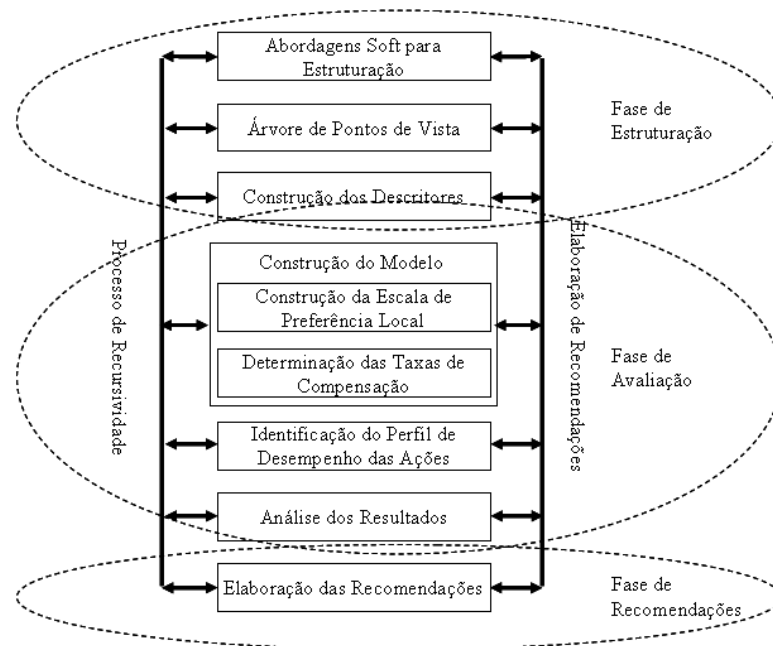 Abordagens Soft para
Estruturação
Árvore de Pontos de Vista
Fase de
Estruturação
Construção dos Descritores
Processo de Recursividade
Elaboração de Recomendações
Construção do Modelo
Construção da Escala de
Preferência Local
Determinação das Taxas de
Compensação
Fase de
Avaliação
Identificação do Perfil de
Desempenho das Ações
Análise dos Resultados
Elaboração das Recomendações
Fase de
Recomendações